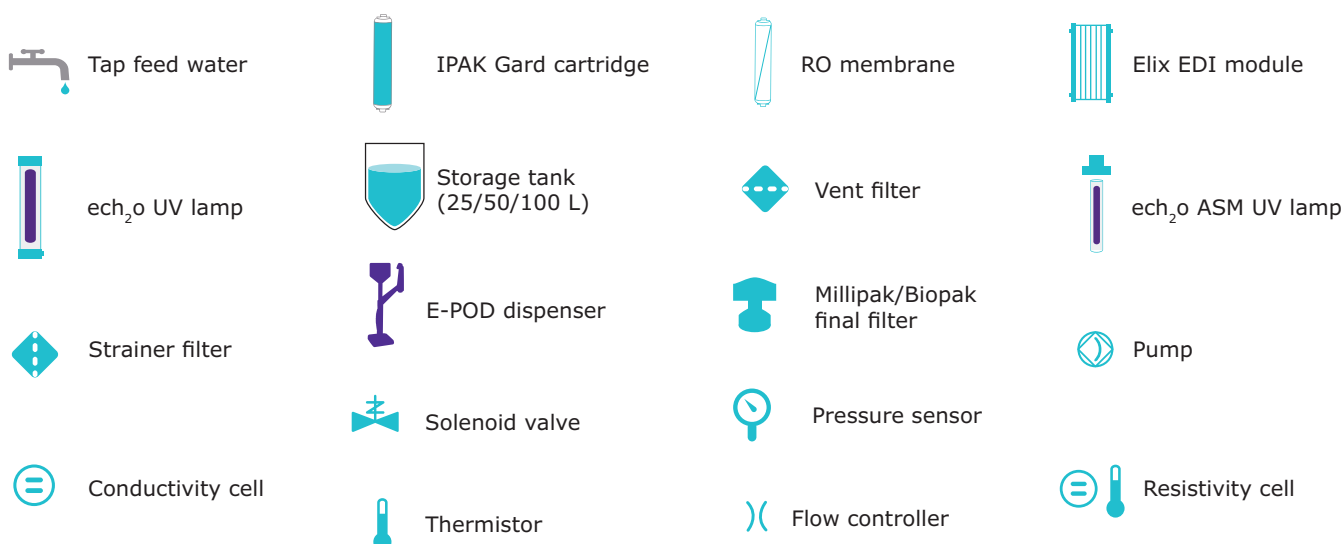 Tap feed water
IPAK Gard cartridge
RO membrane
Elix EDI module
ech₂o UV lamp
Storage tank
(25/50/100 L)
Vent filter
ech₂o ASM UV lamp
Strainer filter
E-POD dispenser
Millipak/Biopak
final filter
Pump
Solenoid valve
Pressure sensor
Conductivity cell
Thermistor
Flow controller
Resistivity cell